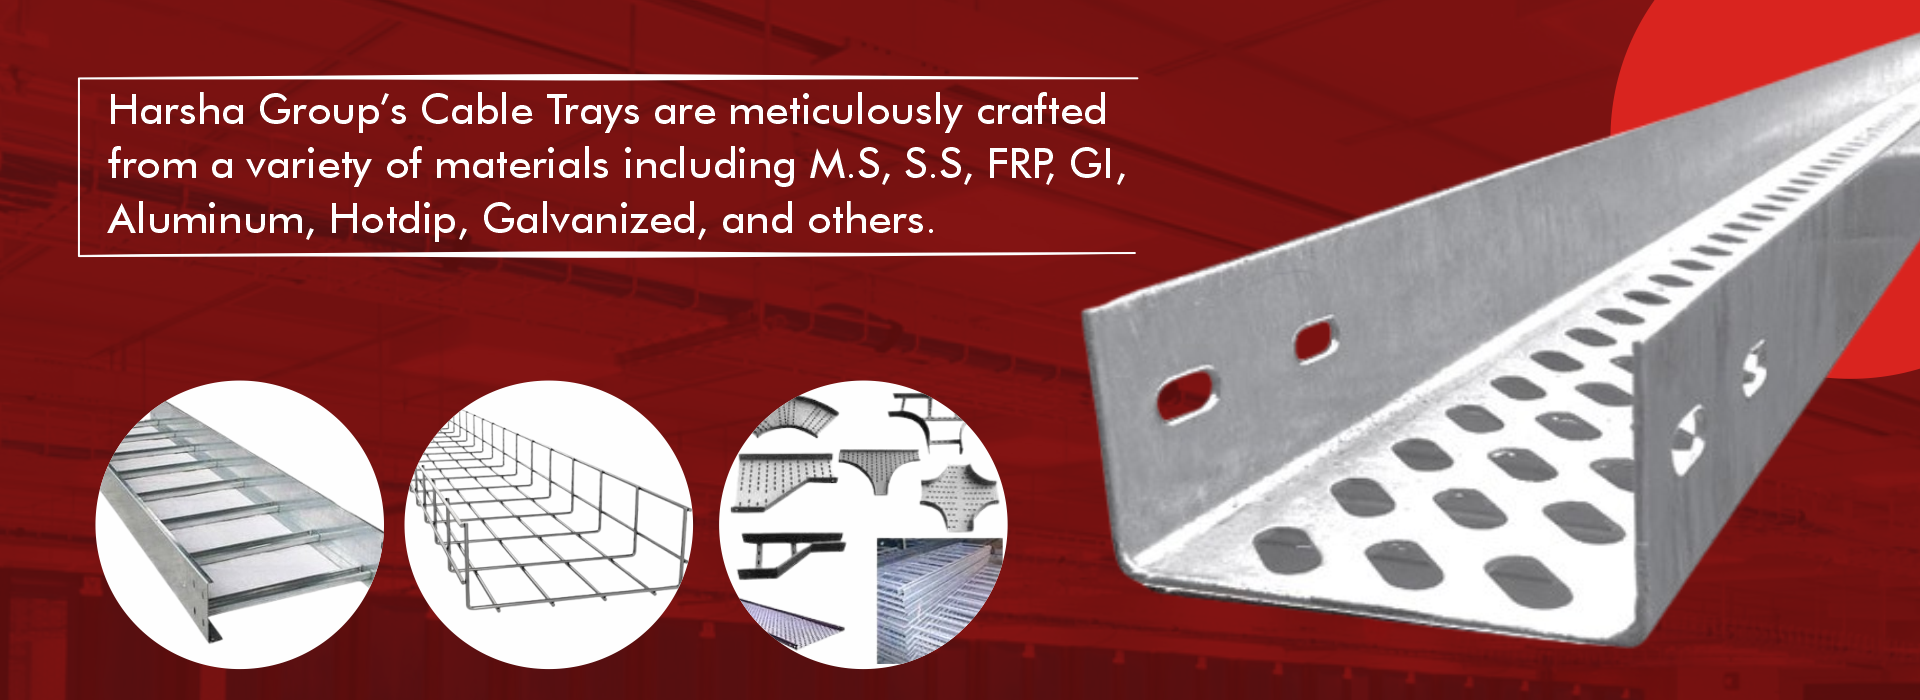 Harsha Group’s Cable Trays are meticulously crafted
from a variety of materials including M.S, S.S, FRP, GI,
Aluminum, Hotdip, Galvanized, and others.